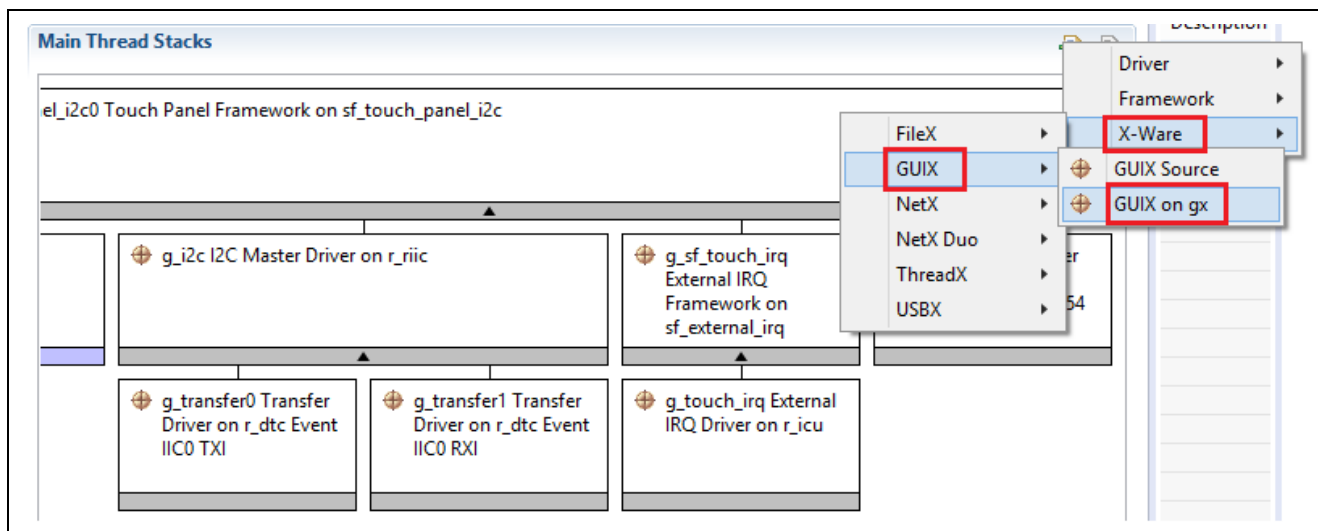 Main Thread Stacks
Description
Driver
Framework
X-Ware
el_i2c0 Touch Panel Framework on sf_touch_panel_i2c
FileX
GUIX
NetX
NetX Duo
ThreadX
USBX
GUIX Source
GUIX on gx
g_i2c I2C Master Driver on r_riic
g_sf_touch_irq
External IRQ
Framework on
sf_external_irq
er
54
g_transfer0 Transfer
Driver on r_dtc Event
IIC0 TXI
g_transfer1 Transfer
Driver on r_dtc Event
IIC0 RXI
g_touch_irq External
IRQ Driver on r_icu